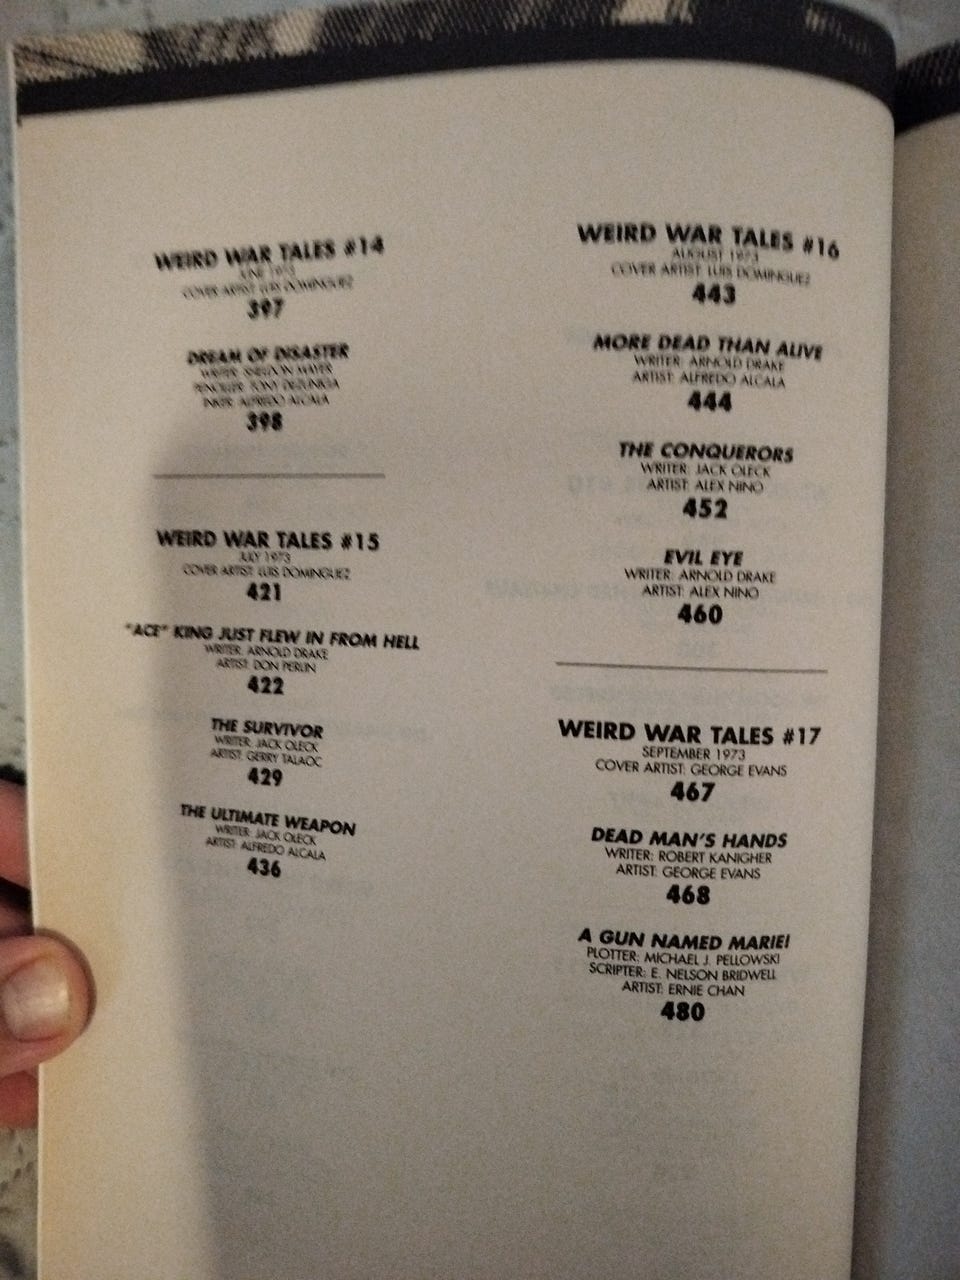 WEIRD WAR TALES #14
JUNE 1973
COVER ARTIST: LUIS DOMINGUEZ
397
DREAM OF DISASTER
WRITER: SHELDON MAYER
PENCILLER: TONY DEZUNIGA
INKER: ALFREDO ALCALA
398
WEIRD WAR TALES #15
JULY 1973
COVER ARTIST: LUIS DOMINGUEZ
421
"ACE" KING JUST FLEW IN FROM HELL
WRITER: ARNOLD DRAKE
ARTIST: DON PERLIN
422
THE SURVIVOR
WRITER: JACK OLECK
ARTIST: GERRY TALAOC
429
THE ULTIMATE WEAPON
WRITER: JACK OLECK
ARTIST: ALFREDO ALCALA
436
WEIRD WAR TALES #16
AUGUST 1973
COVER ARTIST: LUIS DOMINGUEZ
443
MORE DEAD THAN ALIVE
WRITER: ARNOLD DRAKE
ARTIST: ALFREDO ALCALA
444
THE CONQUERORS
WRITER: JACK OLECK
ARTIST: ALEX NINO
452
EVIL EYE
WRITER: ARNOLD DRAKE
ARTIST: ALEX NINO
460
WEIRD WAR TALES #17
SEPTEMBER 1973
COVER ARTIST: GEORGE EVANS
467
DEAD MAN'S HANDS
WRITER: ROBERT KANIGHER
ARTIST: GEORGE EVANS
468
A GUN NAMED MARIE!
PLOTTER: MICHAEL J. PELLOWSKI
SCRIPTER: E. NELSON BRIDWELL
ARTIST: ERNIE CHAN
480